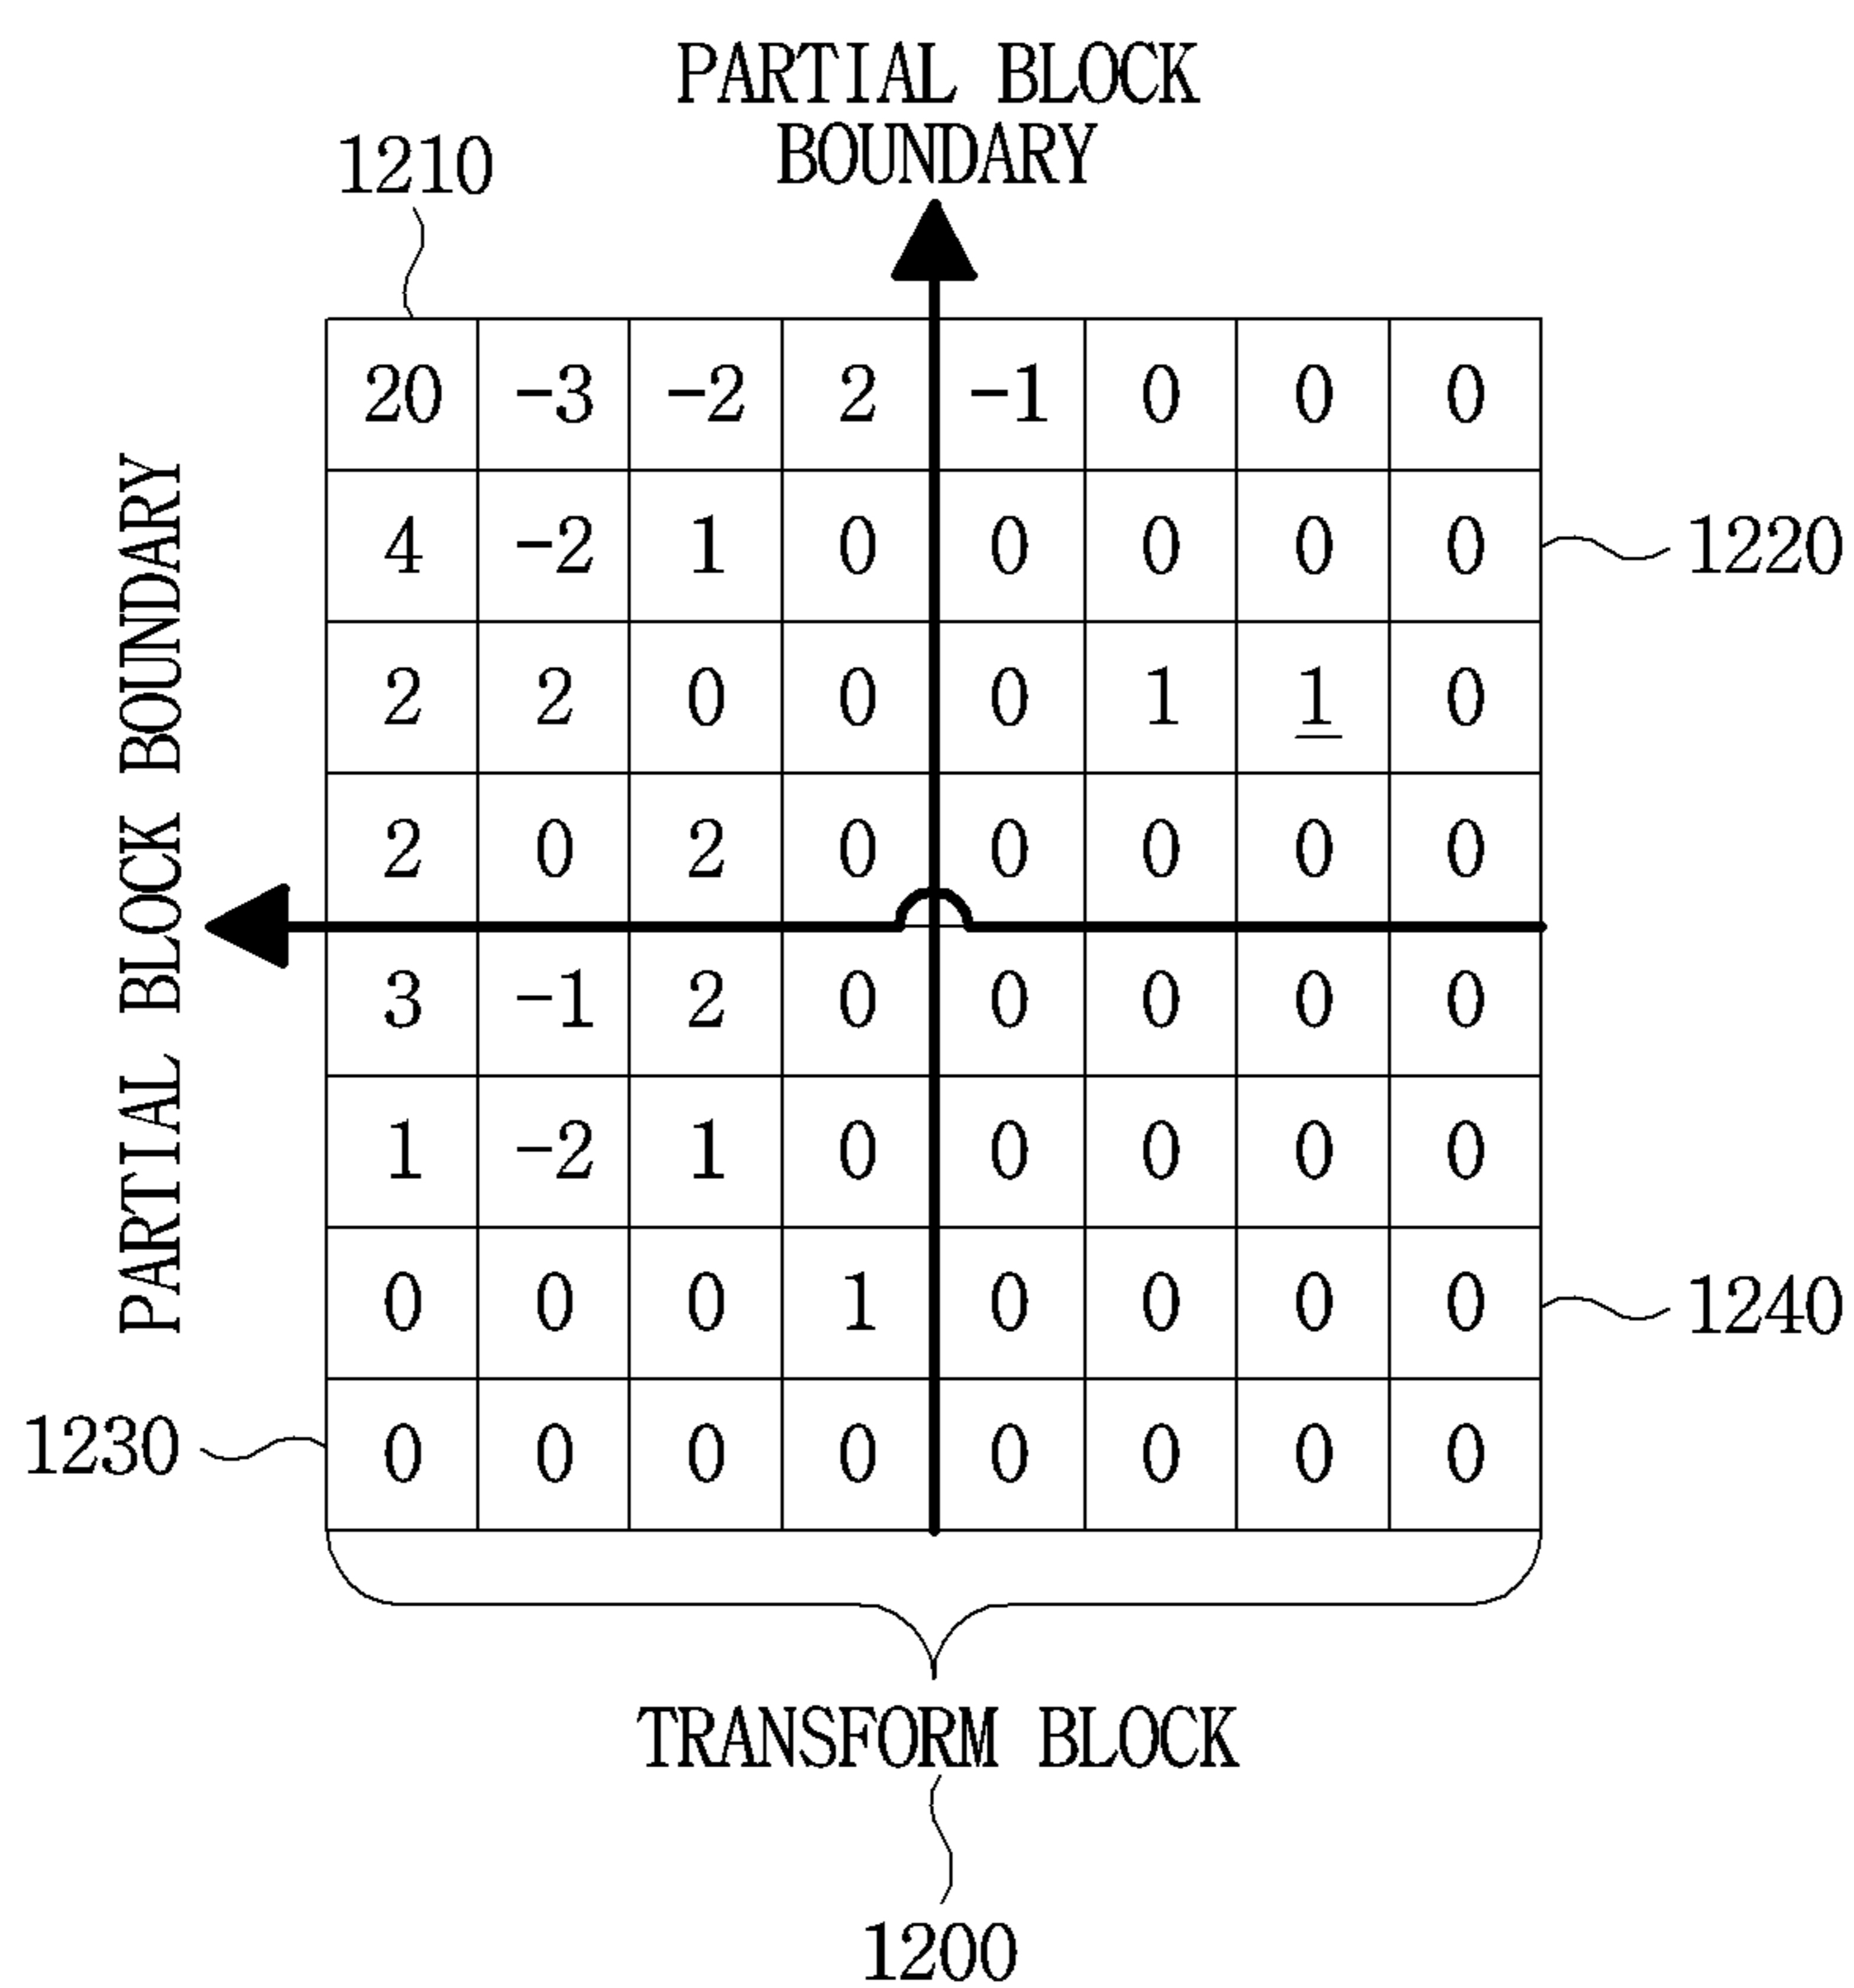 PARTIAL BLOCK
BOUNDARY
1210
20 -3 -2 2 -1 0 0 0
4 -2 1 0 0 0 0 0
1220
2 2 0 0 0 1 1 0
2 0 2 0 0 0 0 0
PARTIAL BLOCK BOUNDARY
3 -1 2 0 0 0 0 0
1 -2 1 0 0 0 0 0
0 0 0 1 0 0 0 0
1240
1230
0 0 0 0 0 0 0 0
TRANSFORM BLOCK
1200